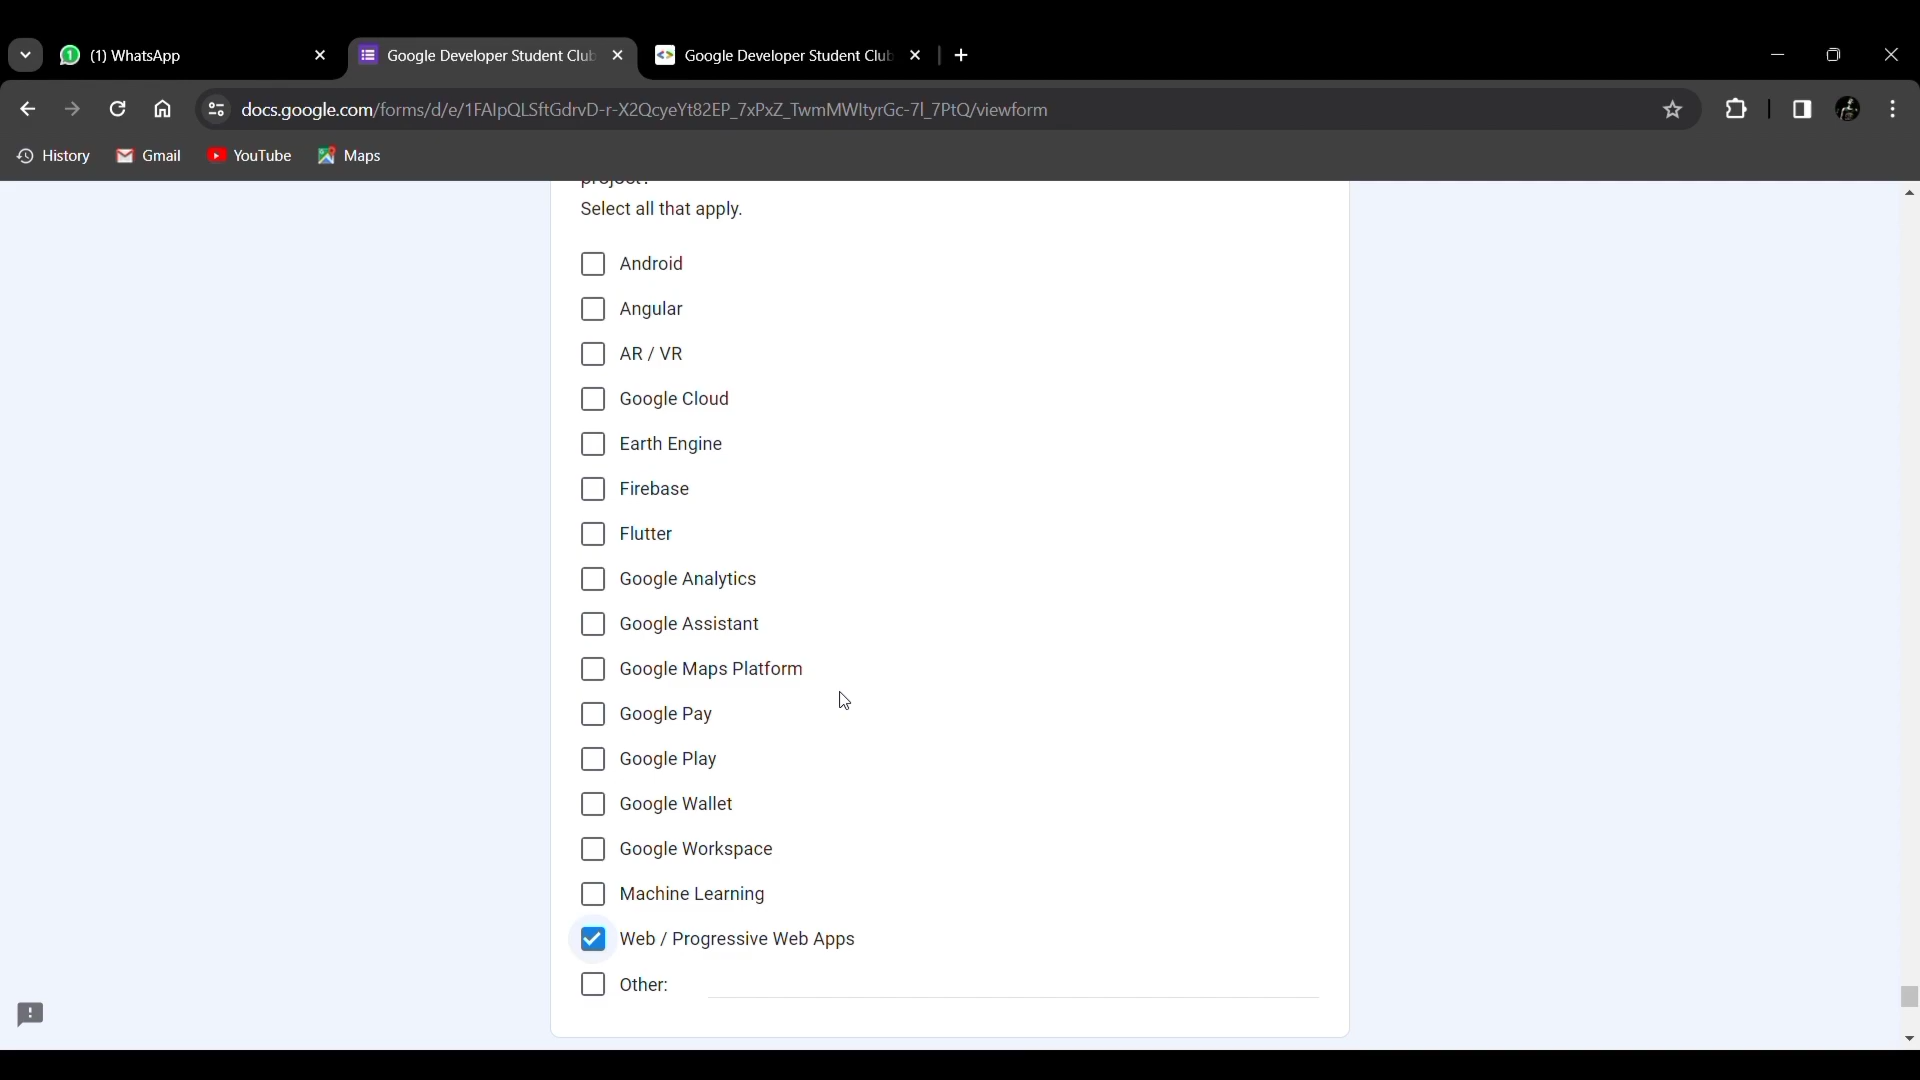 (1) WhatsApp
Google Developer Student Club
Google Developer Student Club
docs.google.com/forms/d/e/1FAIpQLSftGdrvD-r-X2QcyeYt82EP_7xPxZ_TwmMWItyrGc-7l_7PtQ/viewform
History
Gmail
YouTube
Maps
Select all that apply.
Android
Angular
AR / VR
Google Cloud
Earth Engine
Firebase
Flutter
Google Analytics
Google Assistant
Google Maps Platform
Google Pay
Google Play
Google Wallet
Google Workspace
Machine Learning
Web / Progressive Web Apps
Other: